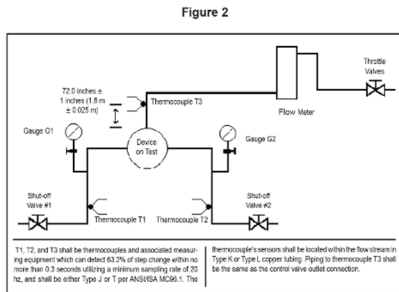 Figure 2
Throttle
Valves
72.0 inches ±
1 inches (1.8 m
± 0.025 m)
Thermocouple T3
Flow Meter
Gauge G1
Device
on Test
Gauge G2
Shut-off
Valve #1
Thermocouple T1
Thermocouple T2
Shut-off
Valve #2
T1, T2, and T3 shall be thermocouples and associated measur-
ing equipment which can detect 63.2% of step change within no
more than 0.3 seconds utilizing a minimum sampling rate of 20
hz, and shall be either Type J or T per ANSI/ISA MC96.1. The
thermocouple's sensors shall be located within the flow stream in
Type K or Type L copper tubing. Piping to thermocouple T3 shall
be the same as the control valve outlet connection.